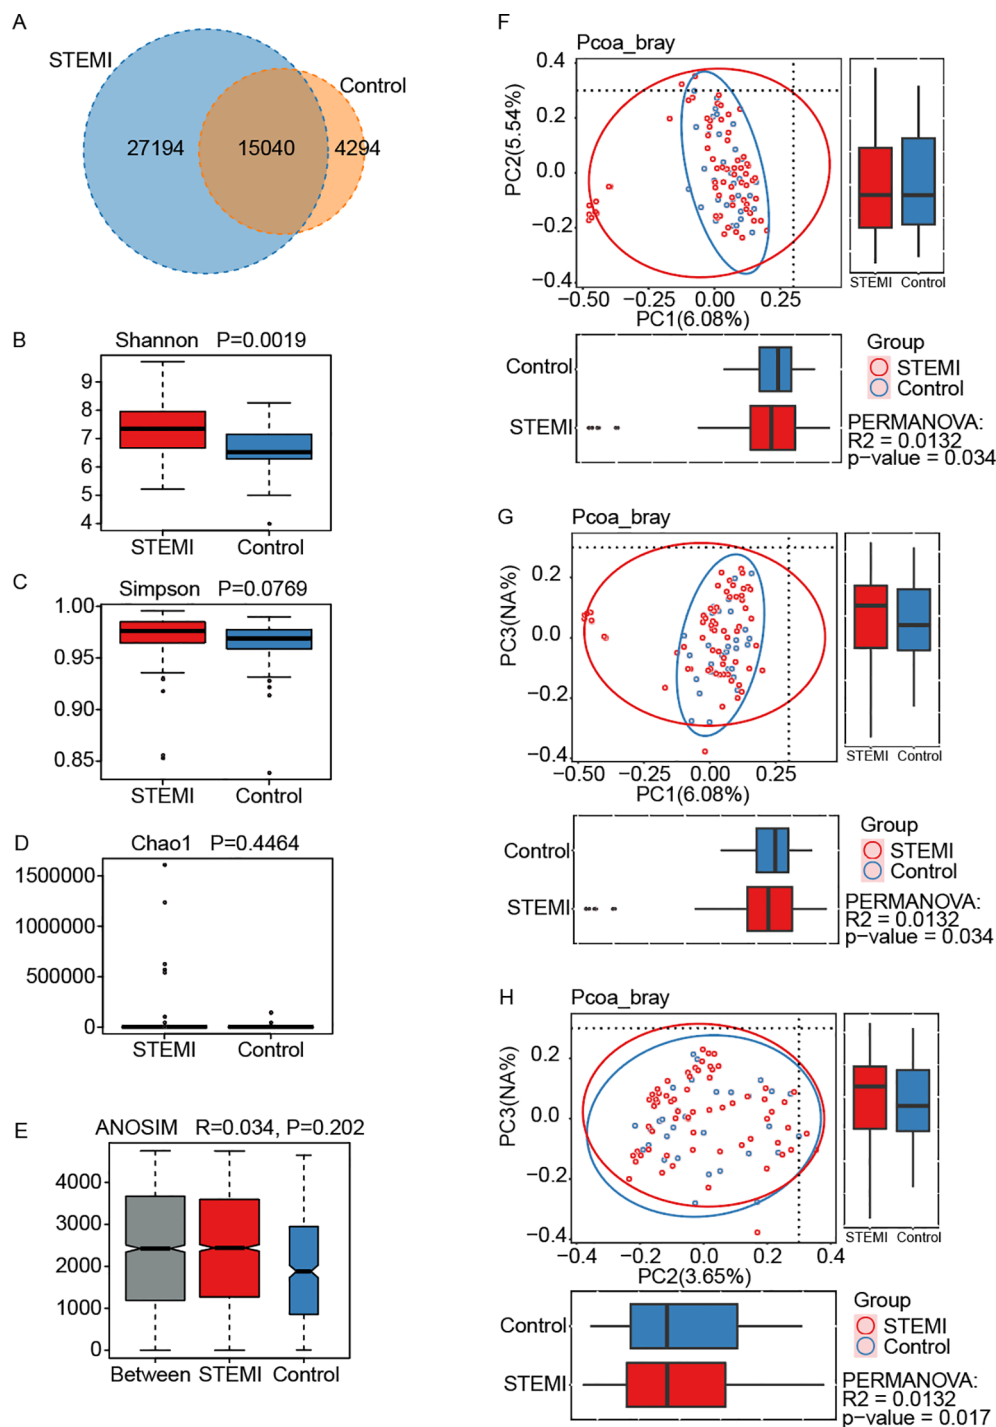 A
STEMI
Control
27194
15040
4294
B
Shannon P=0.0019
9
8
7
6
5
4
STEMI Control
C
Simpson P=0.0769
1.00
0.95
0.90
0.85
STEMI Control
D
Chao1 P=0.4464
1500000
1000000
500000
0
STEMI Control
E
ANOSIM R=0.034, P=0.202
4000
3000
2000
1000
0
Between STEMI Control
F
Pcoa_bray
PC2(5.54%)
0.4
0.2
0.0
−0.2
−0.4
−0.50 −0.25 0.00 0.25
PC1(6.08%)
STEMI Control
Control
STEMI
Group
STEMI
Control
PERMANOVA:
R2 = 0.0132
p-value = 0.034
G
Pcoa_bray
PC3(NA%)
0.2
0.0
−0.2
−0.4
−0.50 −0.25 0.00 0.25
PC1(6.08%)
STEMI Control
Control
STEMI
Group
STEMI
Control
PERMANOVA:
R2 = 0.0132
p-value = 0.034
H
Pcoa_bray
PC3(NA%)
0.2
0.0
−0.2
−0.4
−0.4 −0.2 0.0 0.2 0.4
PC2(3.65%)
STEMI Control
Control
STEMI
Group
STEMI
Control
PERMANOVA:
R2 = 0.0132
p-value = 0.017